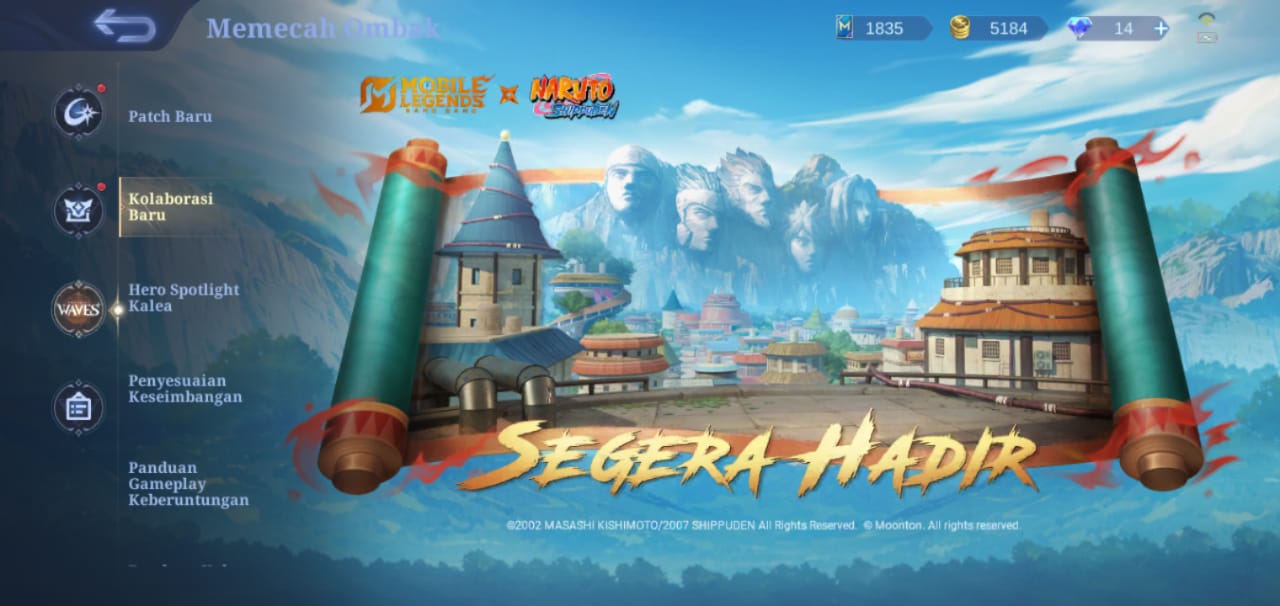 Memecah Ombak
1835
5184
14
MOBILE
LEGENDS
BANG BANG
NARUTO
SHIPPUDEN
Patch Baru
Kolaborasi
Baru
Hero Spotlight
Kalea
WAVES
Penyesuaian
Keseimbangan
Panduan
Gameplay
Keberuntungan
SEGERA HADIR
©2002 MASASHI KISHIMOTO/2007 SHIPPUDEN All Rights Reserved. © Moonton. All rights reserved.